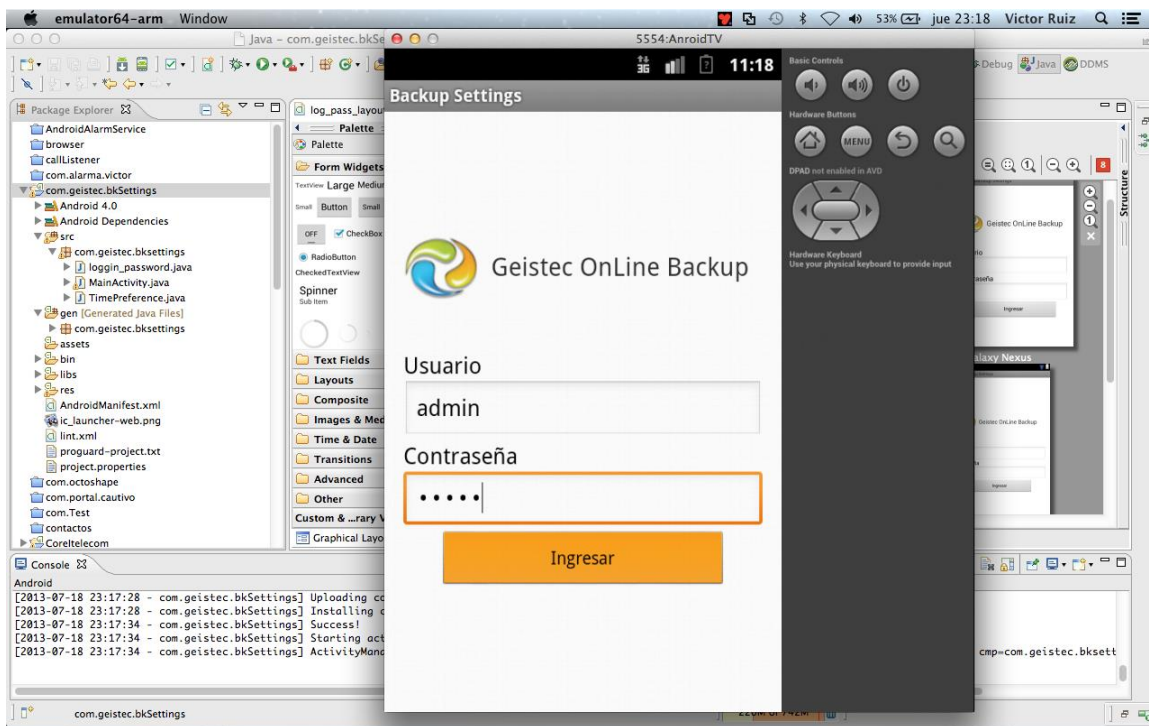 emulator64-arm Window
53% jue 23:18 Victor Ruiz
Java – com.geistec.bkSe
5554:AnroidTV
Debug Java DDMS
Package Explorer
AndroidAlarmService
browser
callListener
com.alarma.victor
com.geistec.bkSettings
Android 4.0
Android Dependencies
src
com.geistec.bksettings
loggin_password.java
MainActivity.java
TimePreference.java
gen [Generated Java Files]
com.geistec.bksettings
assets
bin
libs
res
AndroidManifest.xml
ic_launcher-web.png
lint.xml
proguard-project.txt
project.properties
com.octoshape
com.portal.cautivo
com.Test
contactos
Coreltelecom
log_pass_layou
Palette
Palette
Form Widgets
TextView Large Mediur
Small Button Small
OFF CheckBox
RadioButton
CheckedTextView
Spinner
Sub Item
Text Fields
Layouts
Composite
Images & Med
Time & Date
Transitions
Advanced
Other
Custom & ...rary V
Graphical Layo
3G 11:18
Backup Settings
Geistec OnLine Backup
Usuario
admin
Contraseña
•••••
Ingresar
Basic Controls
Hardware Buttons
MENU
DPAD not enabled in AVD
Hardware Keyboard
Use your physical keyboard to provide input
8
Structure
Geistec OnLine Backup
Ingresar
alaxy Nexus
Geistec OnLine Backup
Console
Android
[2013-07-18 23:17:28 - com.geistec.bkSettings] Uploading co
[2013-07-18 23:17:28 - com.geistec.bkSettings] Installing c
[2013-07-18 23:17:34 - com.geistec.bkSettings] Success!
[2013-07-18 23:17:34 - com.geistec.bkSettings] Starting act
[2013-07-18 23:17:34 - com.geistec.bkSettings] ActivityMana
cmp=com.geistec.bksett
com.geistec.bkSettings